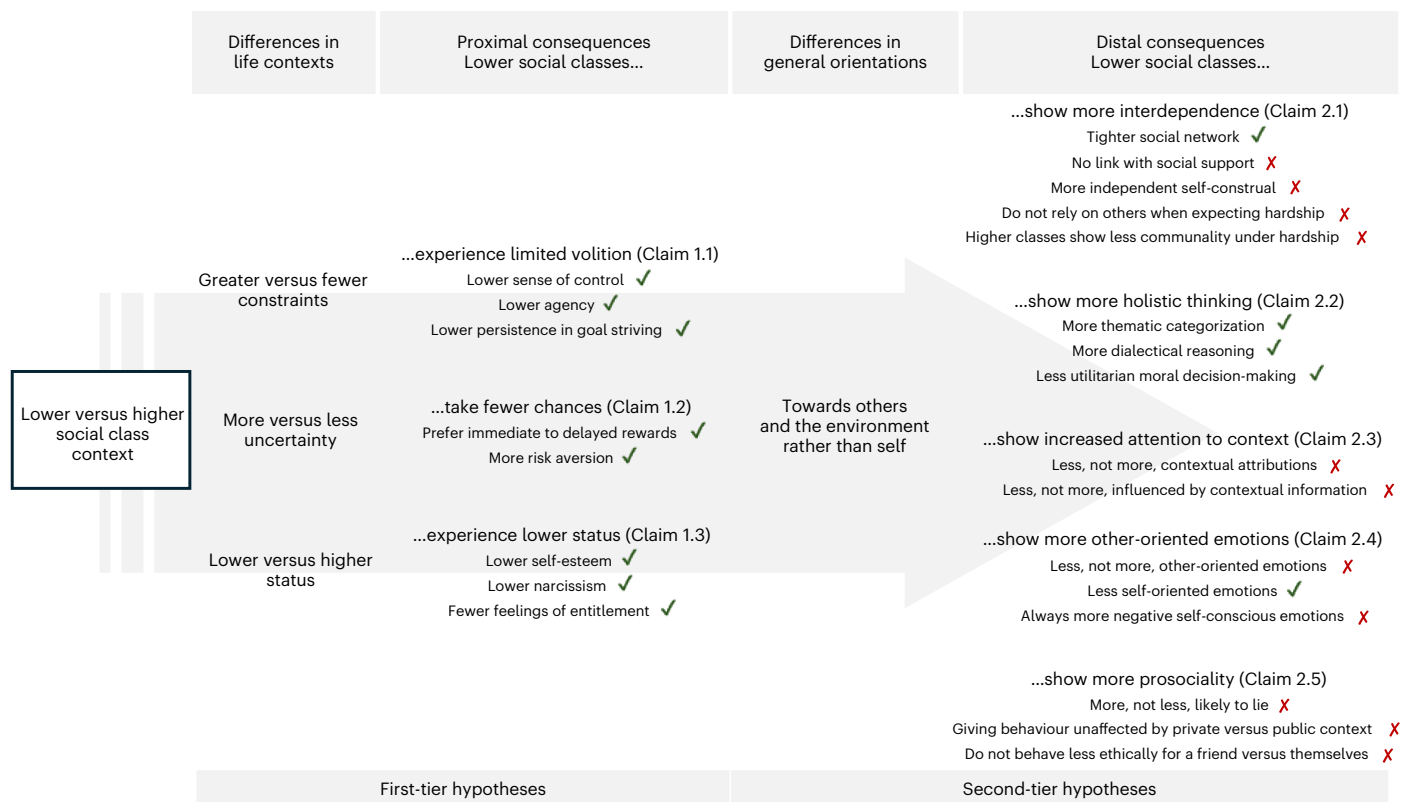 Differences in
life contexts
Proximal consequences
Lower social classes...
Differences in
general orientations
Distal consequences
Lower social classes...
Lower versus higher
social class
context
Greater versus fewer
constraints
More versus less
uncertainty
Lower versus higher
status
...experience limited volition (Claim 1.1)
Lower sense of control ✓
Lower agency ✓
Lower persistence in goal striving ✓
...take fewer chances (Claim 1.2)
Prefer immediate to delayed rewards ✓
More risk aversion ✓
...experience lower status (Claim 1.3)
Lower self-esteem ✓
Lower narcissism ✓
Fewer feelings of entitlement ✓
Towards others
and the environment
rather than self
...show more interdependence (Claim 2.1)
Tighter social network ✓
No link with social support ✗
More independent self-construal ✗
Do not rely on others when expecting hardship ✗
Higher classes show less communality under hardship ✗
...show more holistic thinking (Claim 2.2)
More thematic categorization ✓
More dialectical reasoning ✓
Less utilitarian moral decision-making ✓
...show increased attention to context (Claim 2.3)
Less, not more, contextual attributions ✗
Less, not more, influenced by contextual information ✗
...show more other-oriented emotions (Claim 2.4)
Less, not more, other-oriented emotions ✗
Less self-oriented emotions ✓
Always more negative self-conscious emotions ✗
...show more prosociality (Claim 2.5)
More, not less, likely to lie ✗
Giving behaviour unaffected by private versus public context ✗
Do not behave less ethically for a friend versus themselves ✗
First-tier hypotheses
Second-tier hypotheses